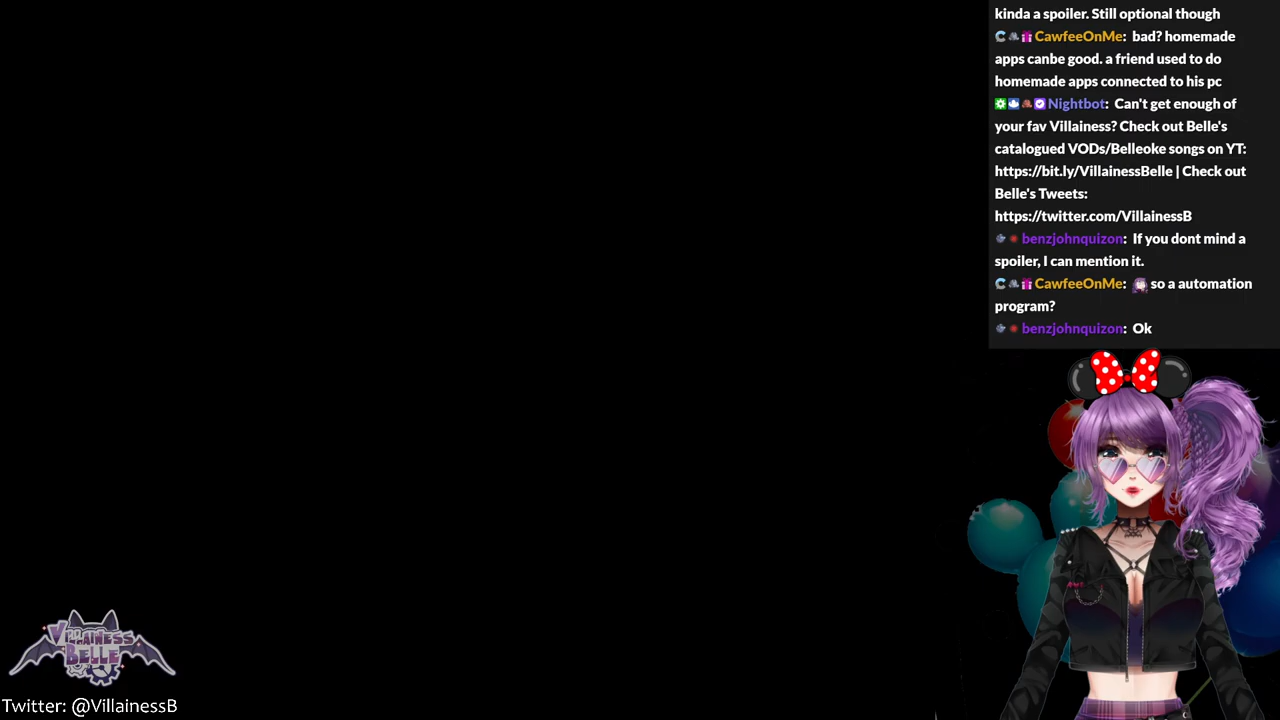 kinda a spoiler. Still optional though
CawfeeOnMe: bad? homemade
apps canbe good. a friend used to do
homemade apps connected to his pc
Nightbot: Can't get enough of
your fav Villainess? Check out Belle's
catalogued VODs/Belleoke songs on YT:
https://bit.ly/VillainessBelle | Check out
Belle's Tweets:
https://twitter.com/VillainessB
benzjohnquizon: If you dont mind a
spoiler, I can mention it.
CawfeeOnMe: so a automation
program?
benzjohnquizon: Ok
VILLAINESS
BELLE
Twitter: @VillainessB